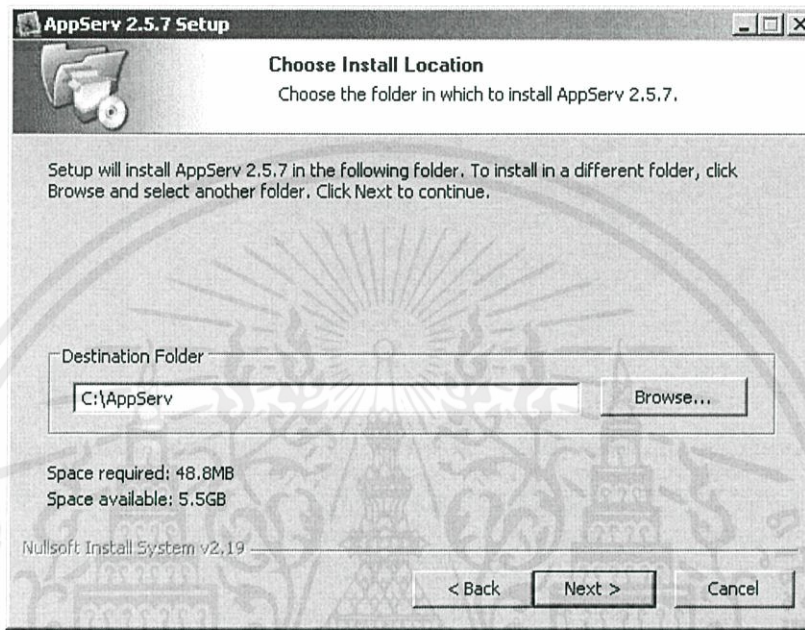 AppServ 2.5.7 Setup
Choose Install Location
Choose the folder in which to install AppServ 2.5.7.
Setup will install AppServ 2.5.7 in the following folder. To install in a different folder, click
Browse and select another folder. Click Next to continue.
Destination Folder
C:\AppServ
Browse...
Space required: 48.8MB
Space available: 5.5GB
Nullsoft Install System v2.19
< Back
Next >
Cancel